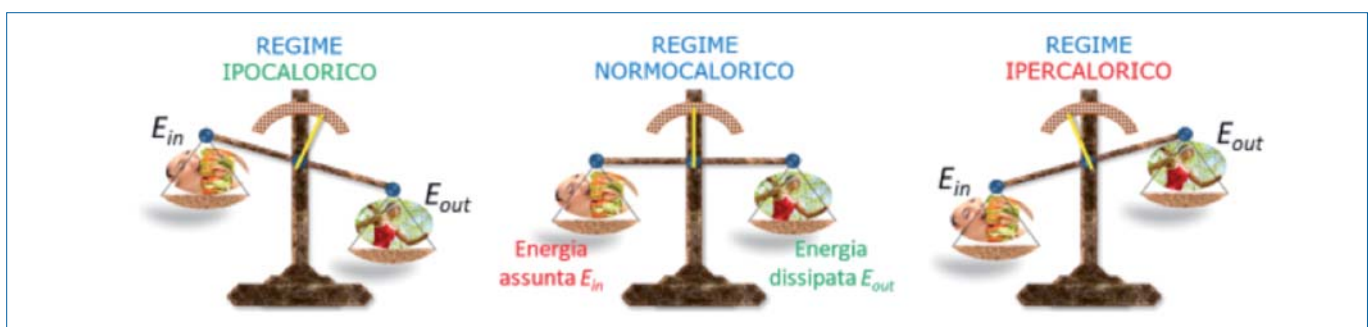 REGIME
IPOCALORICO
E_in
E_out
REGIME
NORMOCALORICO
Energia
assunta E_in
Energia
dissipata E_out
REGIME
IPERCALORICO
E_in
E_out